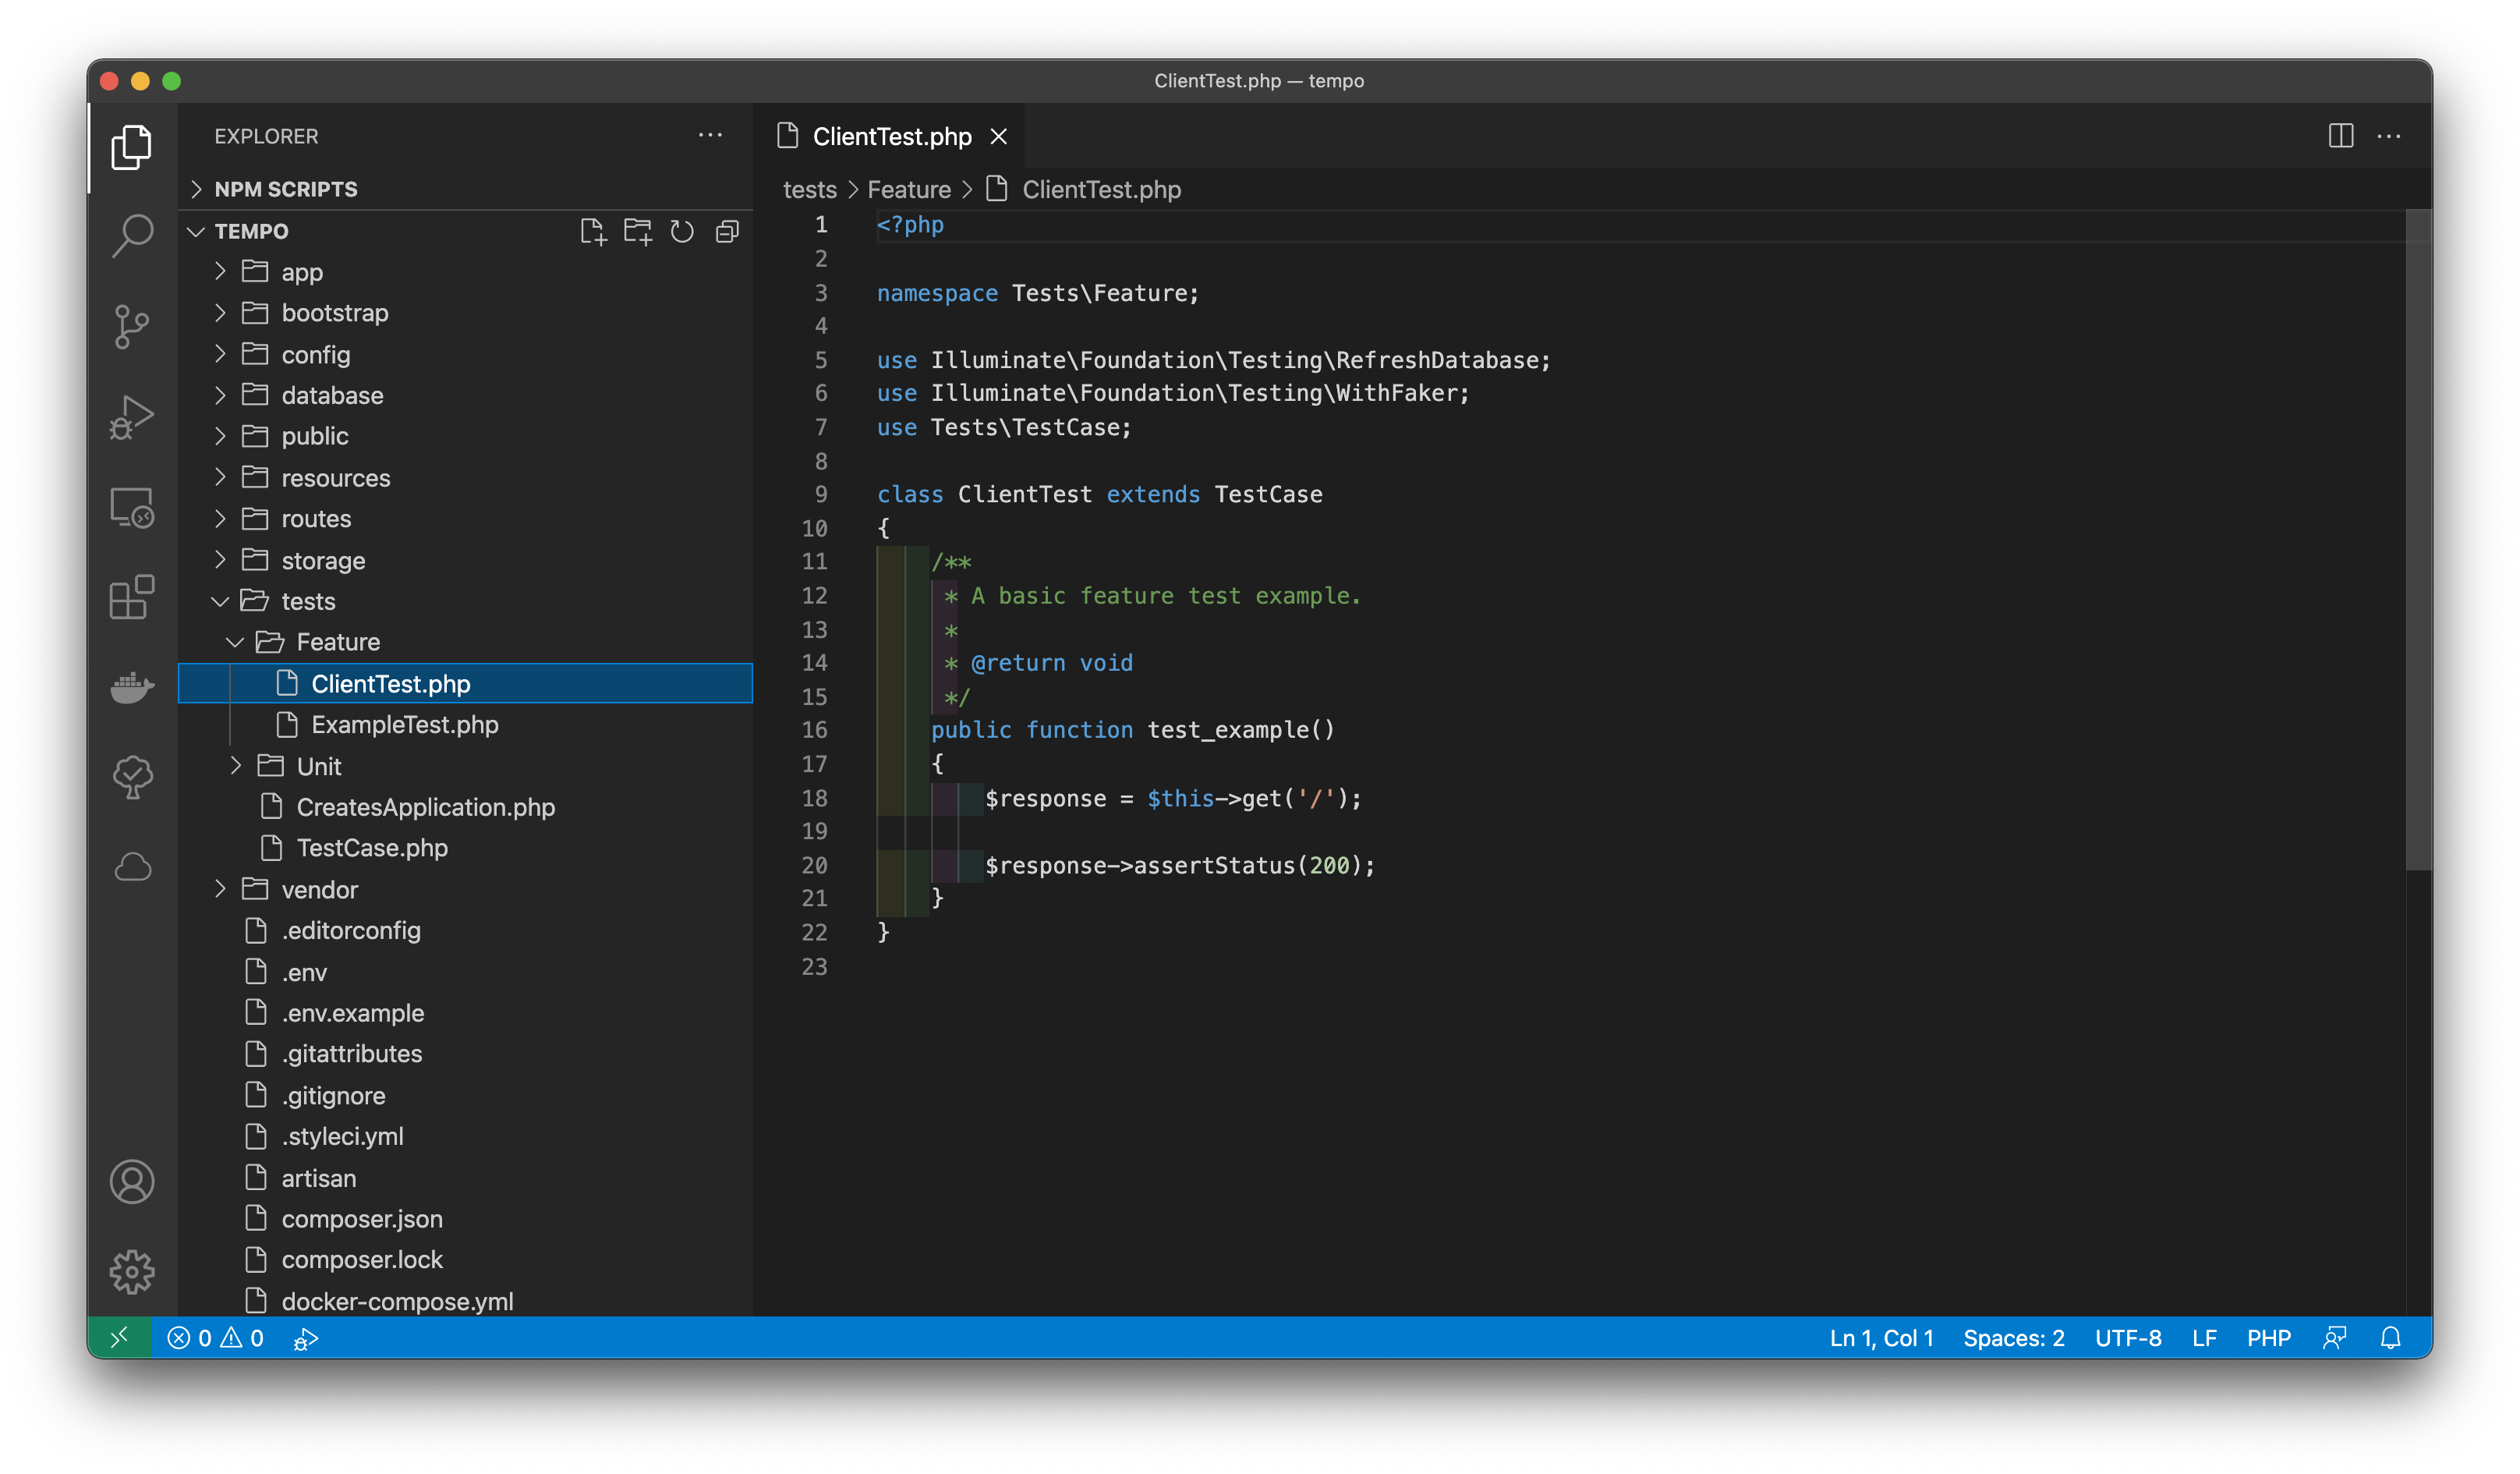 ClientTest.php — tempo
EXPLORER
NPM SCRIPTS
TEMPO
app
bootstrap
config
database
public
resources
routes
storage
tests
Feature
ClientTest.php
ExampleTest.php
Unit
CreatesApplication.php
TestCase.php
vendor
.editorconfig
.env
.env.example
.gitattributes
.gitignore
.styleci.yml
artisan
composer.json
composer.lock
docker-compose.yml
ClientTest.php
tests > Feature > ClientTest.php
1 <?php
2
3 namespace Tests\Feature;
4
5 use Illuminate\Foundation\Testing\RefreshDatabase;
6 use Illuminate\Foundation\Testing\WithFaker;
7 use Tests\TestCase;
8
9 class ClientTest extends TestCase
10 {
11 /**
12 * A basic feature test example.
13 *
14 * @return void
15 */
16 public function test_example()
17 {
18 $response = $this->get('/');
19
20 $response->assertStatus(200);
21 }
22 }
23
0 0
Ln 1, Col 1 Spaces: 2 UTF-8 LF PHP